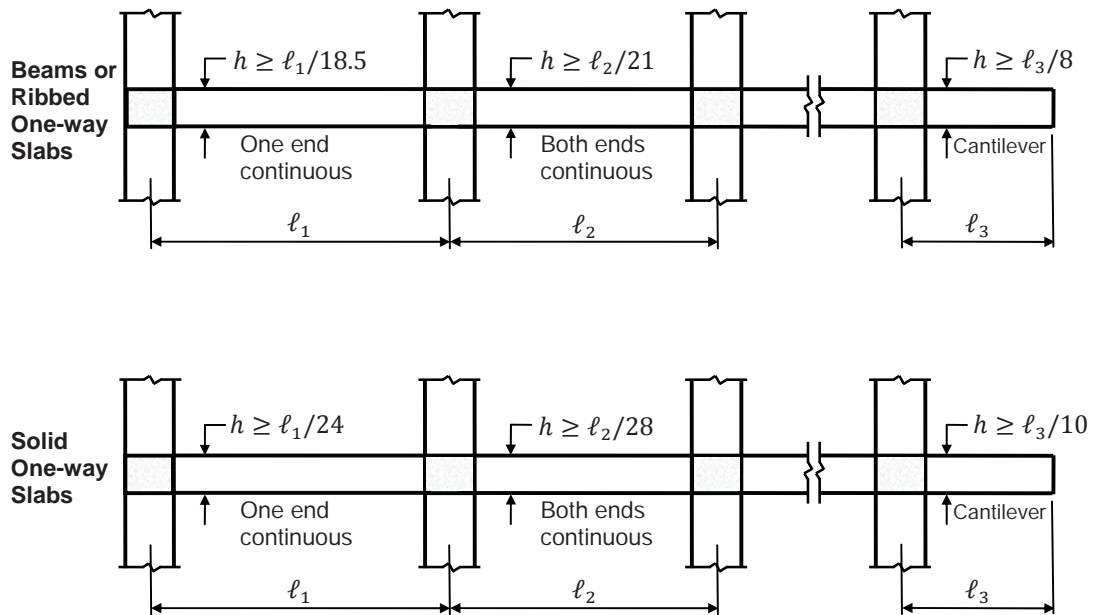 Beams or
Ribbed
One-way
Slabs
h ≥ ℓ₁/18.5
h ≥ ℓ₂/21
h ≥ ℓ₃/8
One end
continuous
Both ends
continuous
Cantilever
ℓ₁
ℓ₂
ℓ₃
Solid
One-way
Slabs
h ≥ ℓ₁/24
h ≥ ℓ₂/28
h ≥ ℓ₃/10
One end
continuous
Both ends
continuous
Cantilever
ℓ₁
ℓ₂
ℓ₃